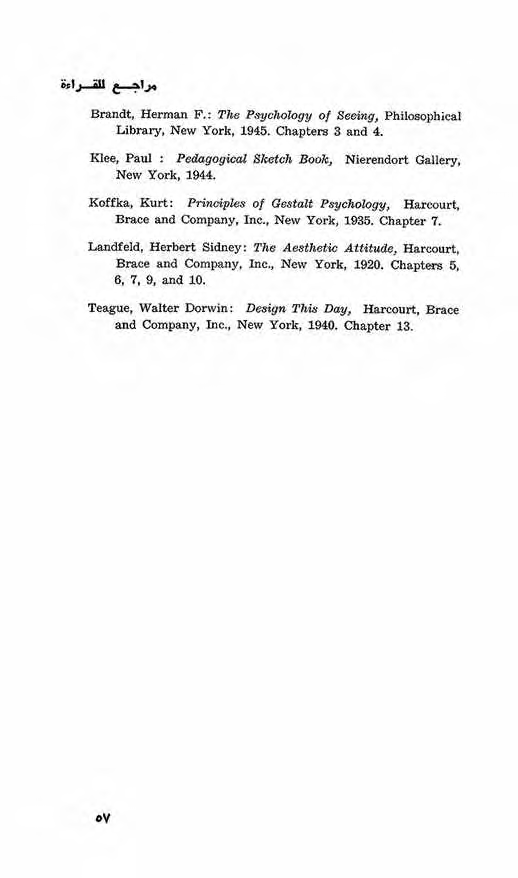 مراجع للقراءة
Brandt, Herman F.: The Psychology of Seeing, Philosophical
Library, New York, 1945. Chapters 3 and 4.
Klee, Paul : Pedagogical Sketch Book, Nierendort Gallery,
New York, 1944.
Koffka, Kurt: Principles of Gestalt Psychology, Harcourt,
Brace and Company, Inc., New York, 1935. Chapter 7.
Landfeld, Herbert Sidney: The Aesthetic Attitude, Harcourt,
Brace and Company, Inc., New York, 1920. Chapters 5,
6, 7, 9, and 10.
Teague, Walter Dorwin: Design This Day, Harcourt, Brace
and Company, Inc., New York, 1940. Chapter 13.
٥٧